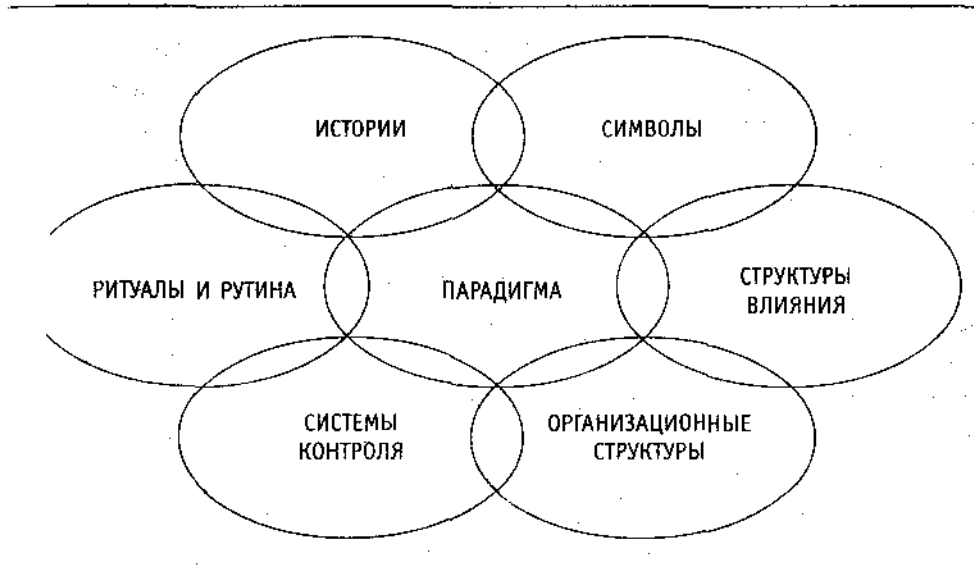 ИСТОРИИ
СИМВОЛЫ
РИТУАЛЫ И РУТИНА
ПАРАДИГМА
СТРУКТУРЫ
ВЛИЯНИЯ
СИСТЕМЫ
КОНТРОЛЯ
ОРГАНИЗАЦИОННЫЕ
СТРУКТУРЫ